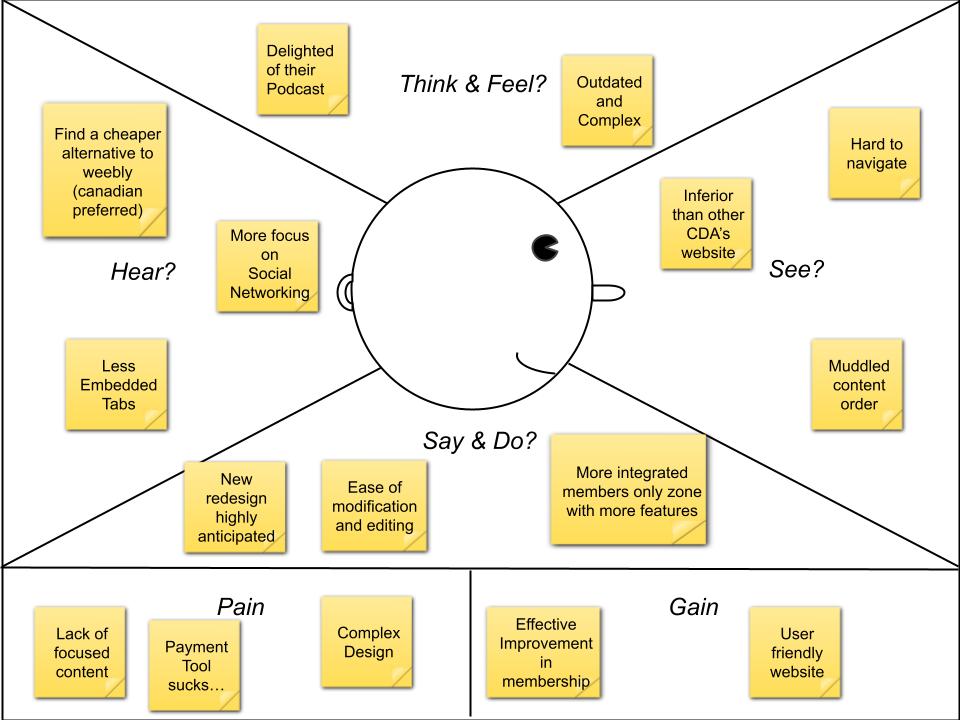 Think & Feel?
Delighted
of their
Podcast
Outdated
and
Complex
Hear?
Find a cheaper
alternative to
weebly
(canadian
preferred)
More focus
on
Social
Networking
Less
Embedded
Tabs
See?
Hard to
navigate
Inferior
than other
CDA's
website
Muddled
content
order
Say & Do?
New
redesign
highly
anticipated
Ease of
modification
and editing
More integrated
members only zone
with more features
Pain
Lack of
focused
content
Payment
Tool
sucks…
Complex
Design
Gain
Effective
Improvement
in
membership
User
friendly
website